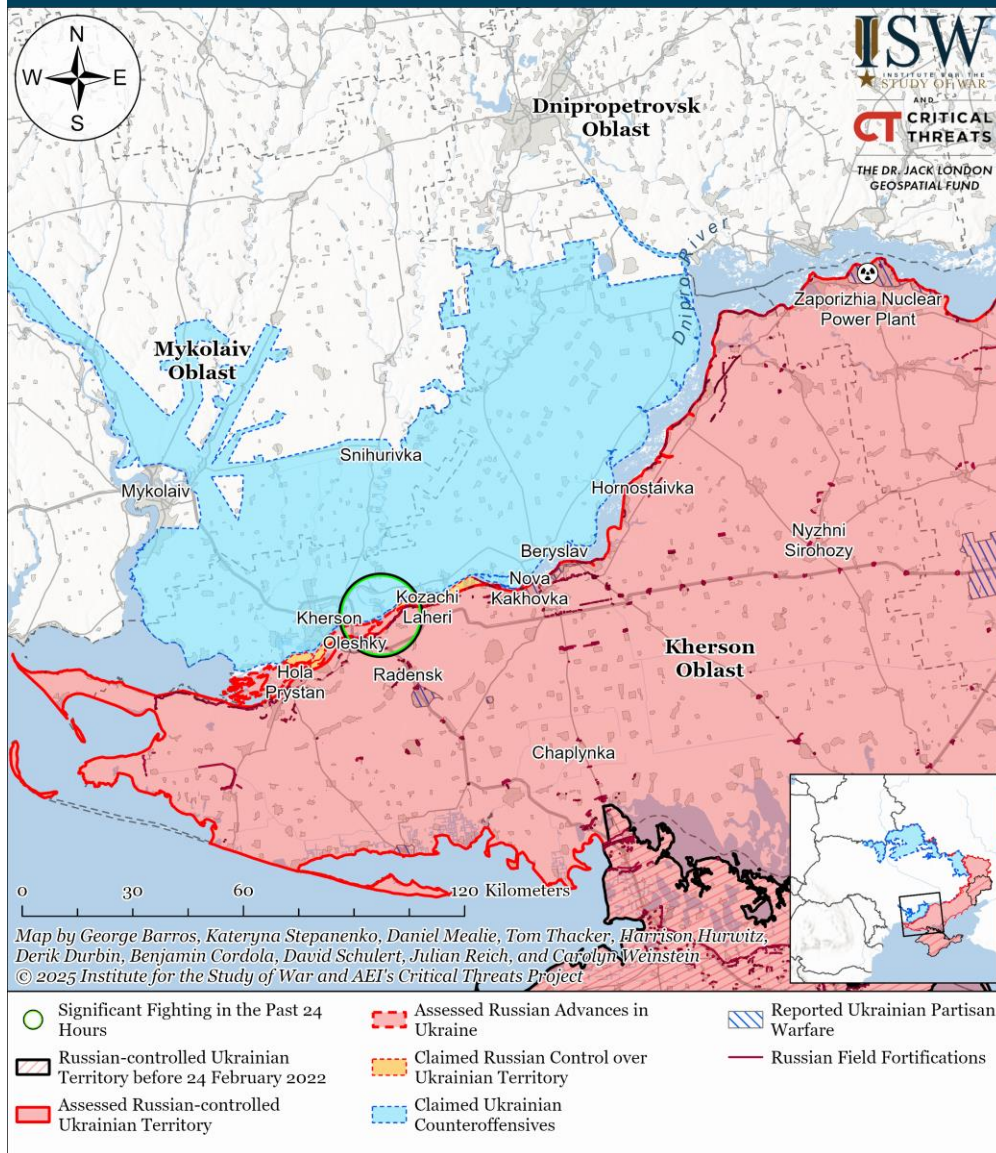 N
W E
S
ISW
INSTITUTE FOR THE
STUDY OF WAR
AND
CT CRITICAL
THREATS
THE DR. JACK LONDON
GEOSPATIAL FUND
Dnipropetrovsk
Oblast
Dnipro River
Zaporizhia Nuclear
Power Plant
Mykolaiv
Oblast
Snihurivka
Mykolaiv
Hornostaivka
Nyzhni
Sirohozy
Beryslav
Nova
Kakhovka
Kozachi
Laheri
Kherson
Oleshky
Hola
Prystan
Radensk
Kherson
Oblast
Chaplynka
0 30 60 120 Kilometers
Map by George Barros, Kateryna Stepanenko, Daniel Mealie, Tom Thacker, Harrison Hurwitz,
Derik Durbin, Benjamin Cordola, David Schulert, Julian Reich, and Carolyn Weinstein
© 2025 Institute for the Study of War and AEI's Critical Threats Project
Significant Fighting in the Past 24
Hours
Russian-controlled Ukrainian
Territory before 24 February 2022
Assessed Russian-controlled
Ukrainian Territory
Assessed Russian Advances in
Ukraine
Claimed Russian Control over
Ukrainian Territory
Claimed Ukrainian
Counteroffensives
Reported Ukrainian Partisan
Warfare
Russian Field Fortifications